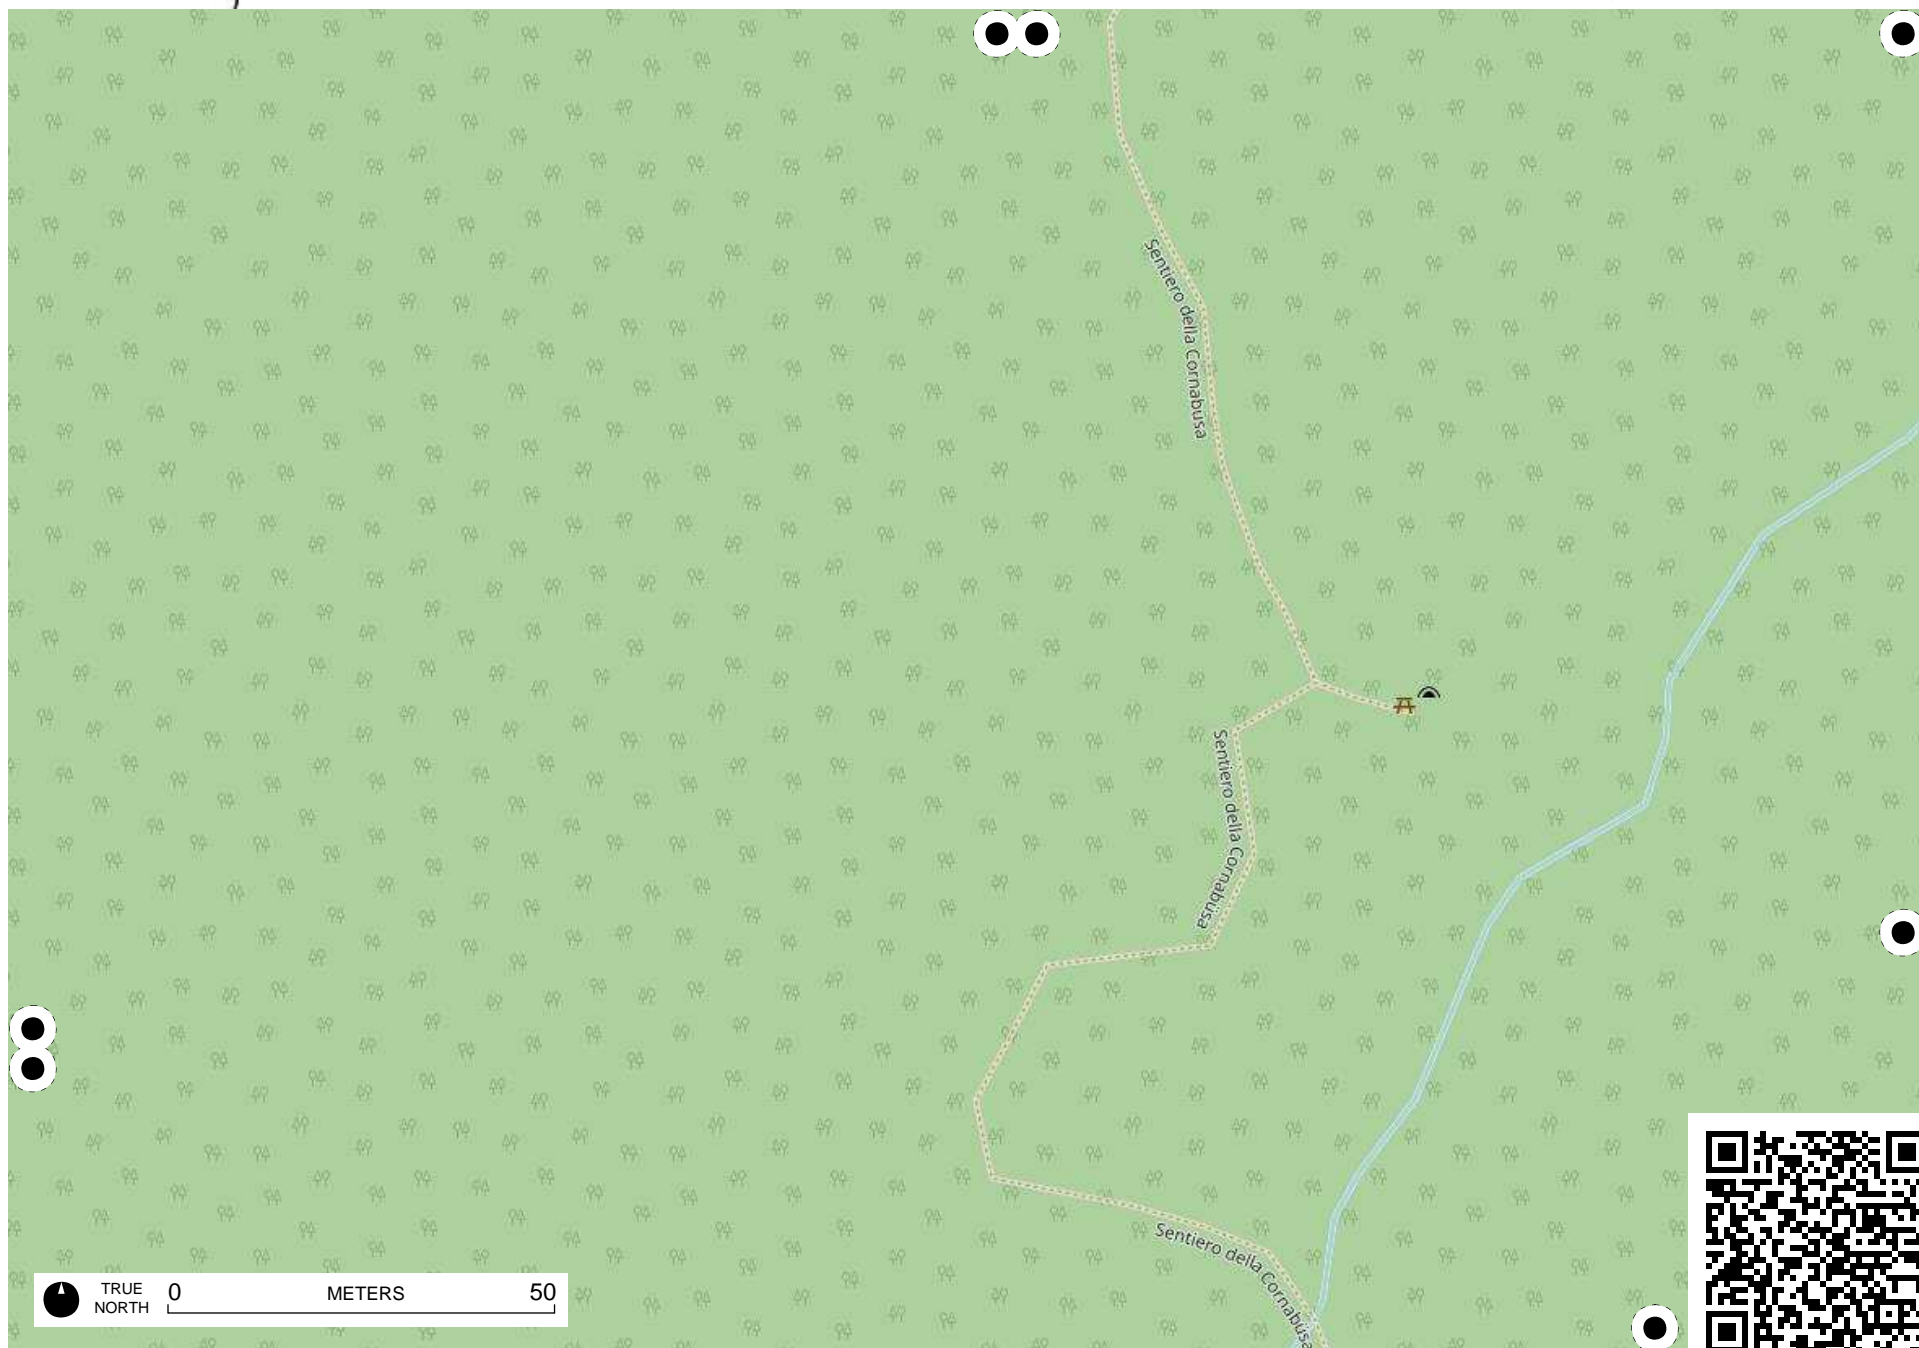 Sentiero della Cornabusa
Sentiero della Cornabusa
Sentiero della Cornabusa
TRUE
NORTH
0 METERS 50